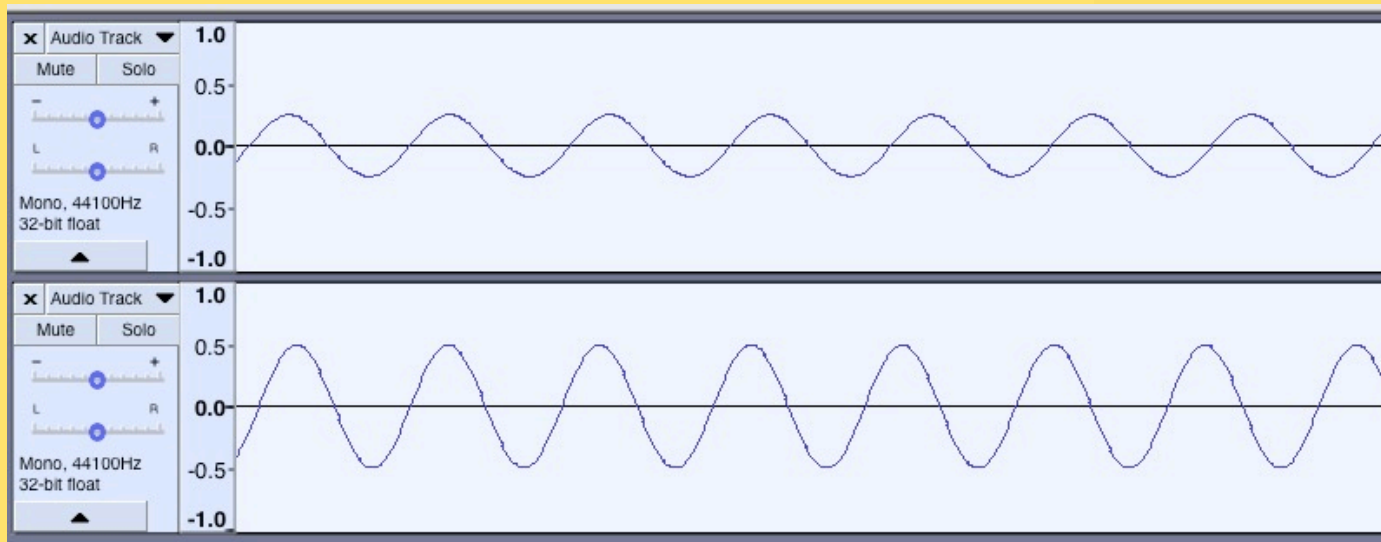 x Audio Track
Mute Solo
- +
L R
Mono, 44100Hz
32-bit float
1.0
0.5
0.0
-0.5
-1.0
x Audio Track
Mute Solo
- +
L R
Mono, 44100Hz
32-bit float
1.0
0.5
0.0
-0.5
-1.0